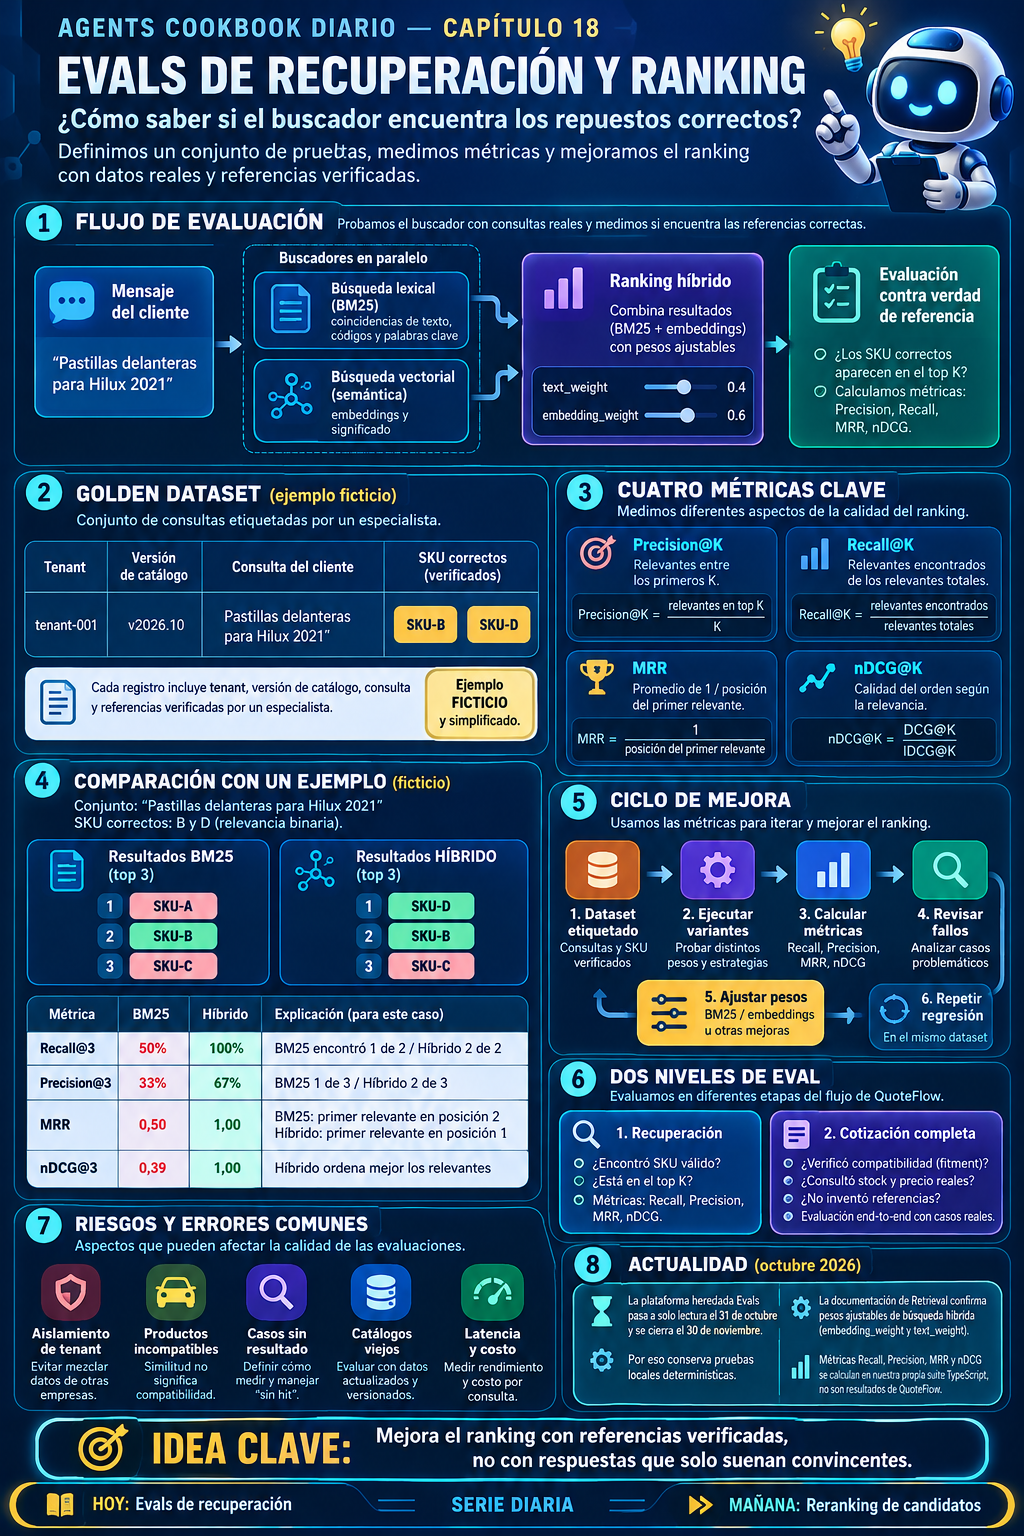 AGENTS COOKBOOK DIARIO — CAPÍTULO 18
EVALS DE RECUPERACIÓN Y RANKING
¿Cómo saber si el buscador encuentra los repuestos correctos?
Definimos un conjunto de pruebtas, medimos métricas y mejoramos el ranking
con datos reales y referencias verificadas.
1 FLUJO DE EVALUACIÓN Probamos el buscador con consultas reales y medimos si encuentra las referencias correctas.
Mensaje
del cliente
“Pastillas delanteras
para Hilux 2021”
Buscadores en paralelo
Búsqueda lexical
(BM25)
coincidencias de texto,
códigos y palabras clave
Búsqueda vectorial
(semántica)
embeddings y
significado
Ranking híbrido
Combina resultados
(BM25 + embeddings)
con pesos ajustables
text_weight 0.4
embedding_weight 0.6
Evaluación
contra verdad
de referencia
¿Los SKU correctos
aparecen en el top K?
Calculamos métricas:
Precision, Recall,
MRR, nDCG.
2 GOLDEN DATASET (ejemplo ficticio)
Conjunto de consultas etiquetadas por un especialista.
Tenant
Versión
de catálogo
Consulta del cliente
SKU correctos
(verificados)
tenant-001
v2026.10
Pastillas delanteras
para Hilux 2021”
SKU-B
SKU-D
Cada registro incluye tenant, versión de catálogo, consulta
y referencias verificadas por un especialista.
Ejemplo
FICTICIO
y simplificado.
3 CUATRO MÉTRICAS CLAVE
Medimos diferentes aspectos de la calidad del ranking.
Precision@K
Relevantes entre
los primeros K.
Precision@K = relevantes en top K
K
Recall@K
Relevantes encontrados
de los relevantes totales.
Recall@K = relevantes encontrados
relevantes totales
MRR
Promedio de 1 / posición
del primer relevante.
MRR = 1
posición del primer relevante
nDCG@K
Calidad del orden según
la relevancia.
nDCG@K = DCG@K
IDCG@K
4 COMPARACIÓN CON UN EJEMPLO (ficticio)
Conjunto: “Pastillas delanteras para Hilux 2021”
SKU correctos: B y D (relevancia binaria).
Resultados BM25
(top 3)
1 SKU-A
2 SKU-B
3 SKU-C
Resultados HÍBRIDO
(top 3)
1 SKU-D
2 SKU-B
3 SKU-C
Métrica BM25 Híbrido Explicación (para este caso)
Recall@3 50% 100% BM25 encontró 1 de 2 / Híbrido 2 de 2
Precision@3 33% 67% BM25 1 de 3 / Híbrido 2 de 3
MRR 0,50 1,00 BM25: primer relevante en posición 2
Híbrido: primer relevante en posición 1
nDCG@3 0,39 1,00 Híbrido ordena mejor los relevantes
5 CICLO DE MEJORA
Usamos las métricas para iterar y mejorar el ranking.
1. Dataset
etiquetado
Consultas y SKU
verificados
2. Ejecutar
variantes
Probar distintos
pesos y estrategias
3. Calcular
métricas
Recall, Precision,
MRR, nDCG
4. Revisar
fallos
Analizar casos
problemáticos
5. Ajustar pesos
BM25 / embeddings
u otras mejoras
6. Repetir
regresión
En el mismo dataset
6 DOS NIVELES DE EVAL
Evaluamos en diferentes etapas del flujo de QuoteFlow.
1. Recuperación
¿Encontró SKU válido?
¿Está en el top K?
Métricas: Recall, Precision,
MRR, nDCG.
2. Cotización completa
¿Verificó compatibilidad (fitment)?
¿Consultó stock y precio reales?
¿No inventó referencias?
Evaluación end-to-end con casos reales.
7 RIESGOS Y ERRORES COMUNES
Aspectos que pueden afectar la calidad de las evaluaciones.
Aislamiento
de tenant
Evitar mezclar
datos de otras
empresas.
Productos
incompatibles
Similitud no
significa
compatibilidad.
Casos sin
resultado
Definir cómo
medir y manejar
“sin hit”.
Catálogos
viejos
Evaluar con datos
actualizados y
versionados.
Latencia
y costo
Medir rendimiento
y costo por
consulta.
8 ACTUALIDAD (octubre 2026)
La plataforma heredada Evals
pasa a solo lectura el 31 de octubre
y se cierra el 30 de noviembre.
Por eso conserva pruebas
locales determinísticas.
La documentación de Retrieval confirma
pesos ajustables de búsqueda híbrida
(embedding_weight y text_weight).
Métricas Recall, Precision, MRR y nDCG
se calculan en nuestra propia suite TypeScript,
no son resultados de QuoteFlow.
IDEA CLAVE: Mejora el ranking con referencias verificadas,
no con respuestas que solo suenan convincentes.
HOY: Evals de recuperación
SERIE DIARIA
MAÑANA: Reranking de candidatos